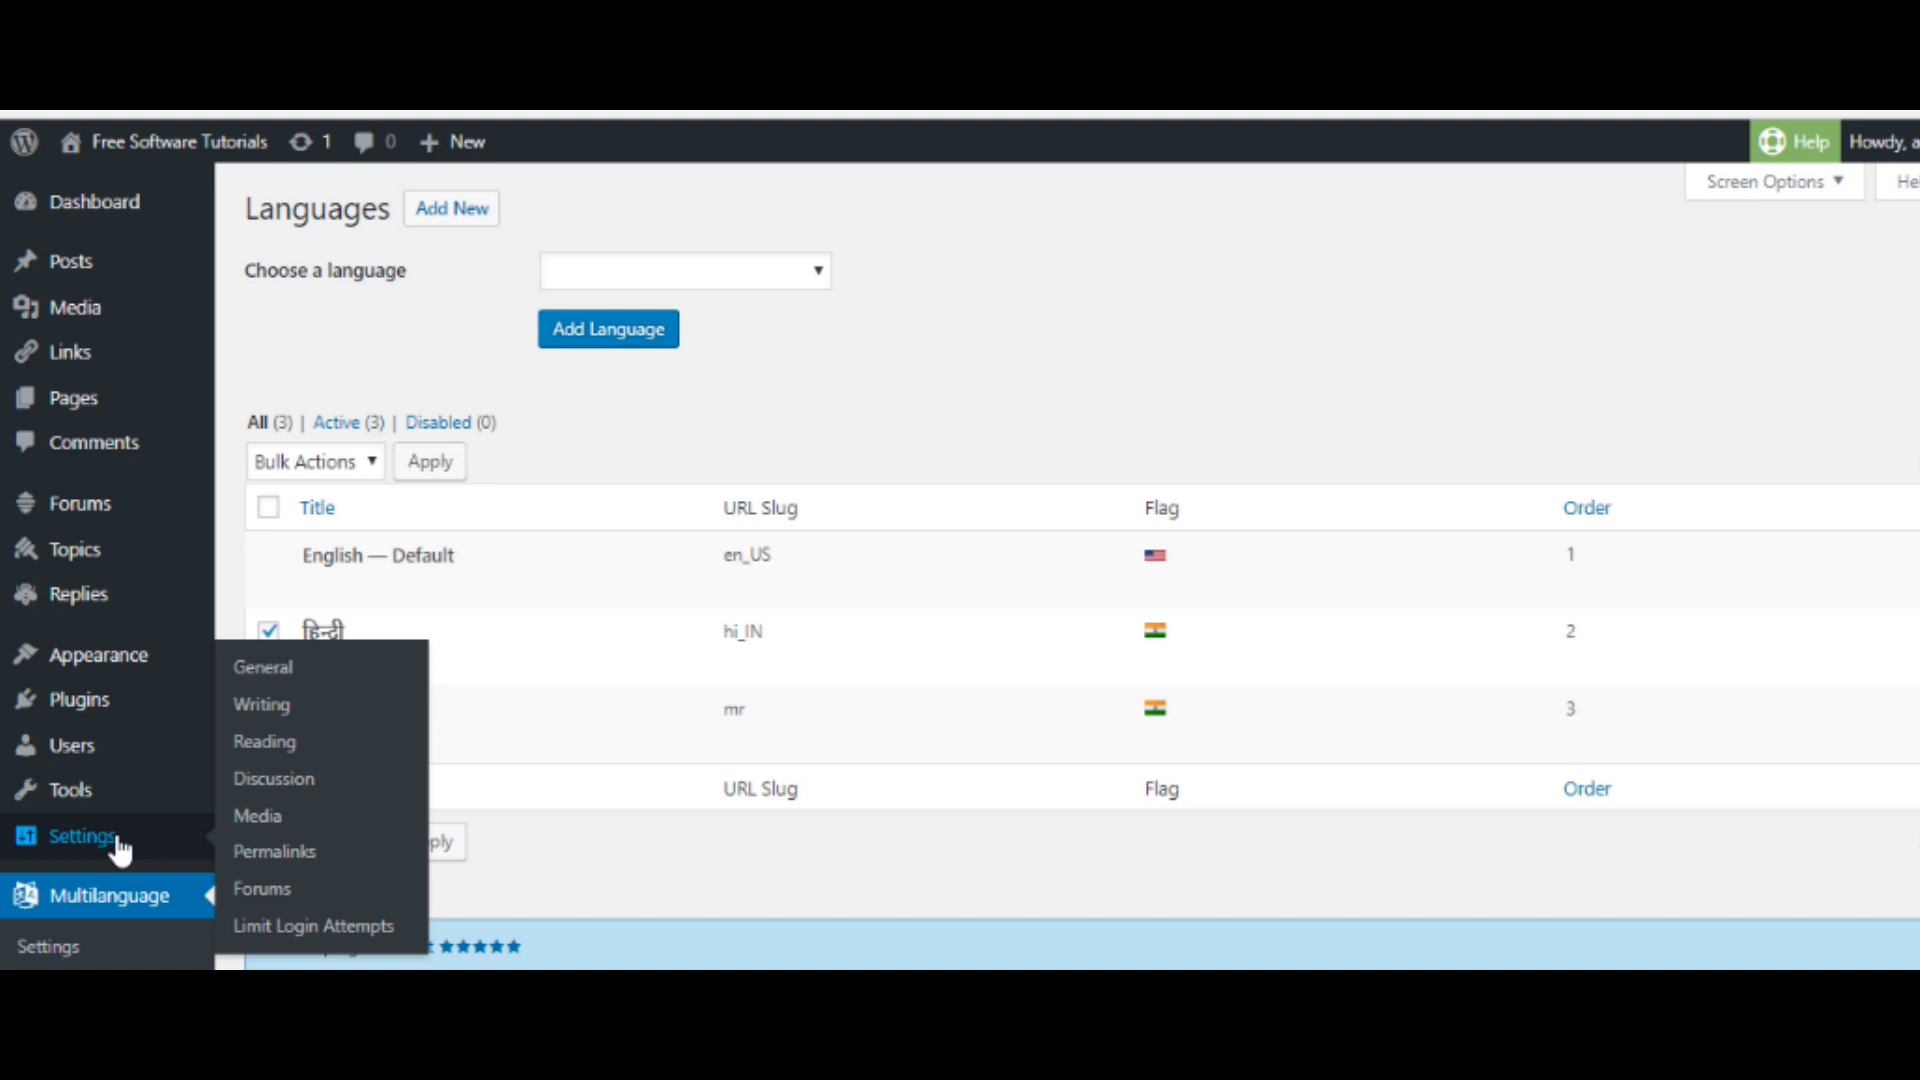 Free Software Tutorials 1 0 New Help Howdy, a
Screen Options Hel
Dashboard
Posts
Media
Links
Pages
Comments
Forums
Topics
Replies
Appearance
Plugins
Users
Tools
Settings
Multilanguage
Settings
General
Writing
Reading
Discussion
Media
Permalinks
Forums
Limit Login Attempts
Languages Add New
Choose a language
Add Language
All (3) | Active (3) | Disabled (0)
Bulk Actions Apply
Title URL Slug Flag Order
English — Default en_US 1
हिन्दी hi_IN 2
mr 3
URL Slug Flag Order
ply